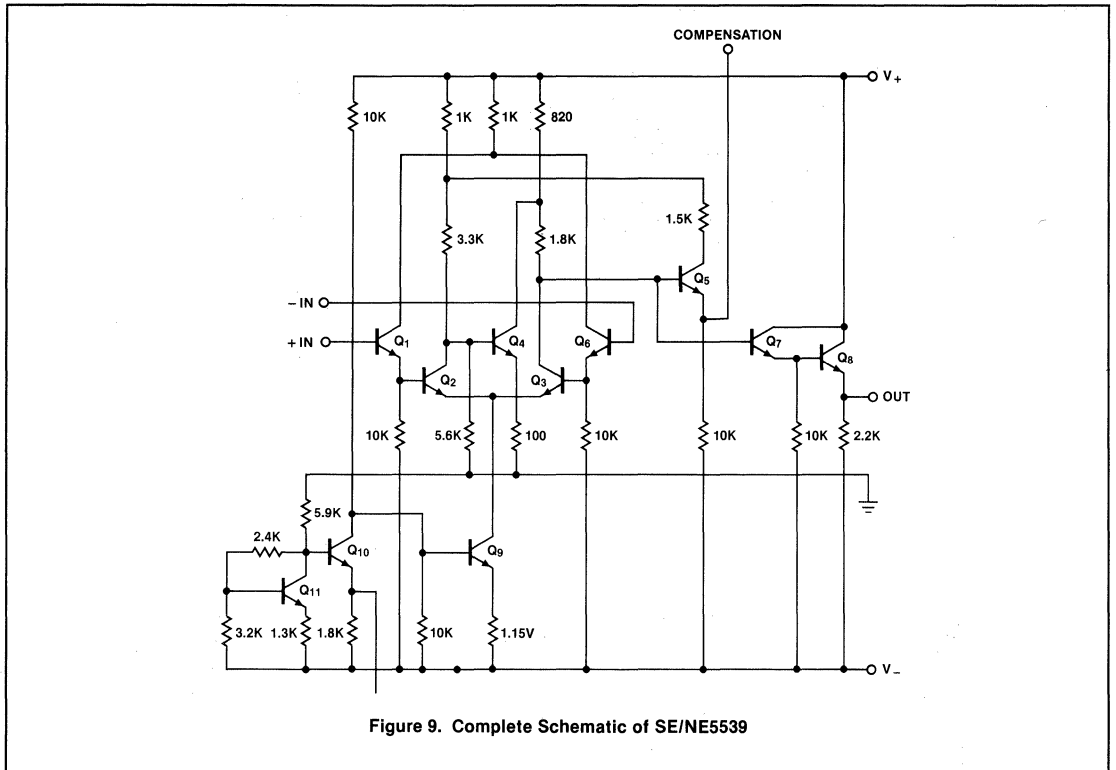 COMPENSATION
V+
10K 1K 1K 820
1.5K
3.3K 1.8K
Q5
– IN
+ IN Q1 Q4 Q6 Q7
Q8
Q2 Q3
OUT
10K 5.6K 100 10K 10K 10K 2.2K
5.9K
2.4K
Q10 Q9
Q11
3.2K 1.3K 1.8K 10K 1.15V
V–
Figure 9. Complete Schematic of SE/NE5539